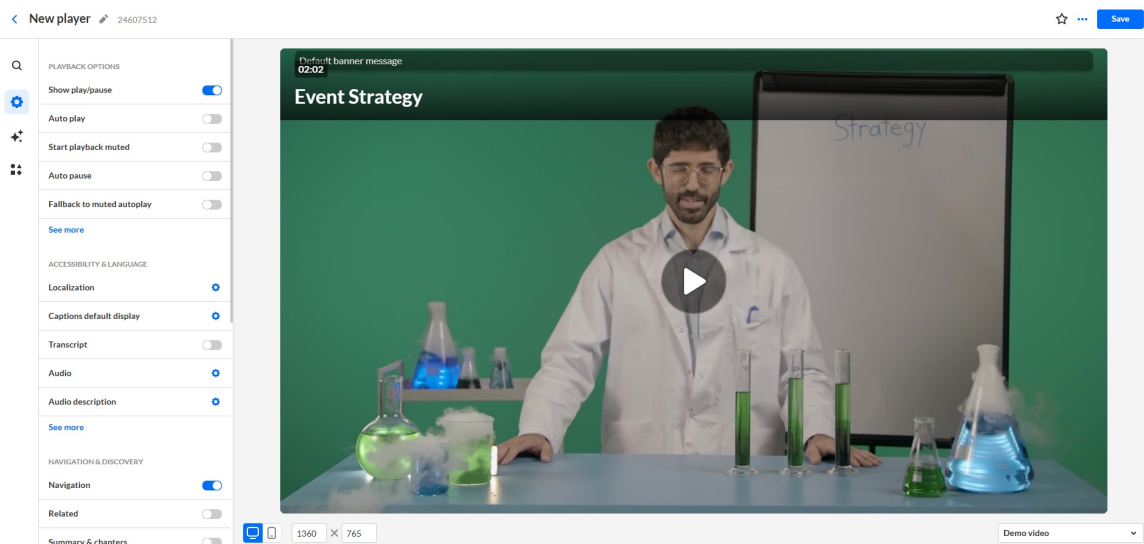 New player 24607512
Save
PLAYBACK OPTIONS
Show play/pause
Auto play
Start playback muted
Auto pause
Fallback to muted autoplay
See more
ACCESSIBILITY & LANGUAGE
Localization
Captions default display
Transcript
Audio
Audio description
See more
NAVIGATION & DISCOVERY
Navigation
Related
Summary & chapters
Default banner message
02:02
Event Strategy
Strategy
1360 × 765
Demo video